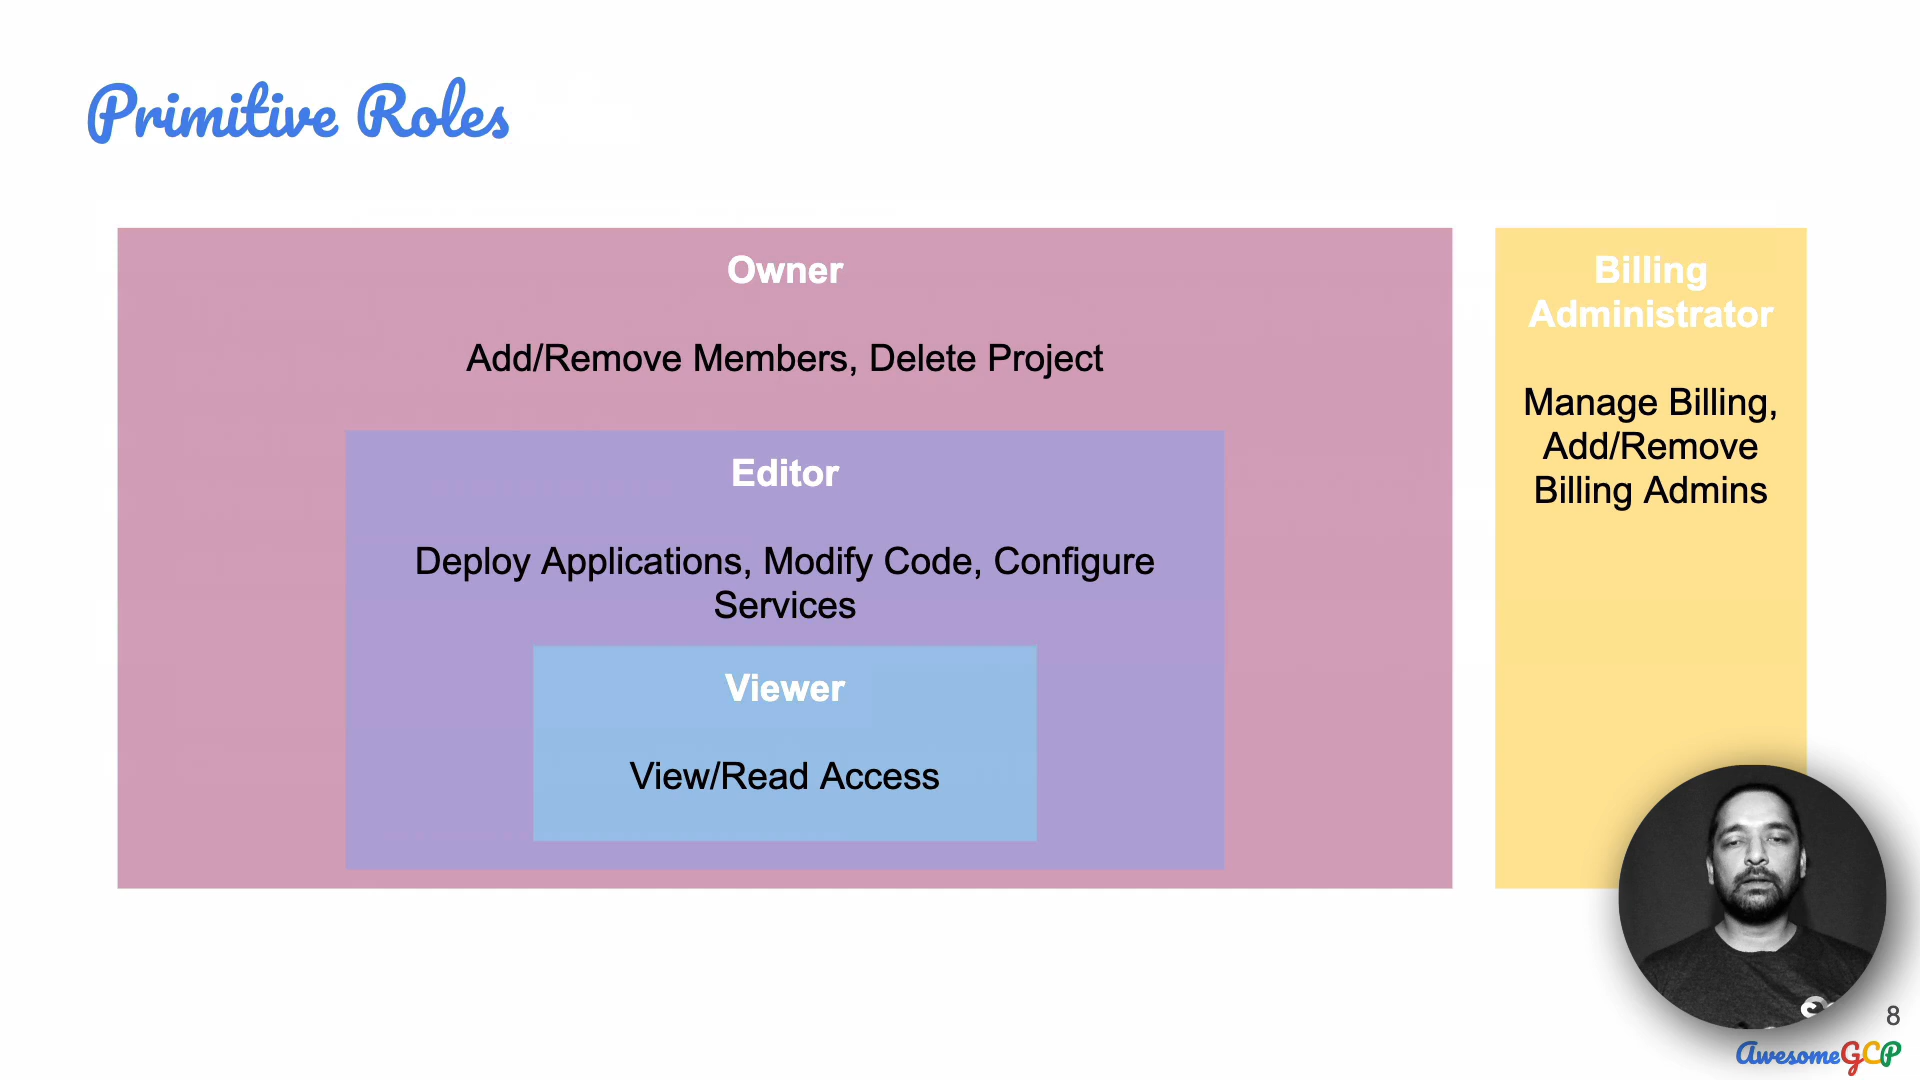 Primitive Roles
Owner
Add/Remove Members, Delete Project
Editor
Deploy Applications, Modify Code, Configure
Services
Viewer
View/Read Access
Billing
Administrator
Manage Billing,
Add/Remove
Billing Admins
8
AwesomeGCP